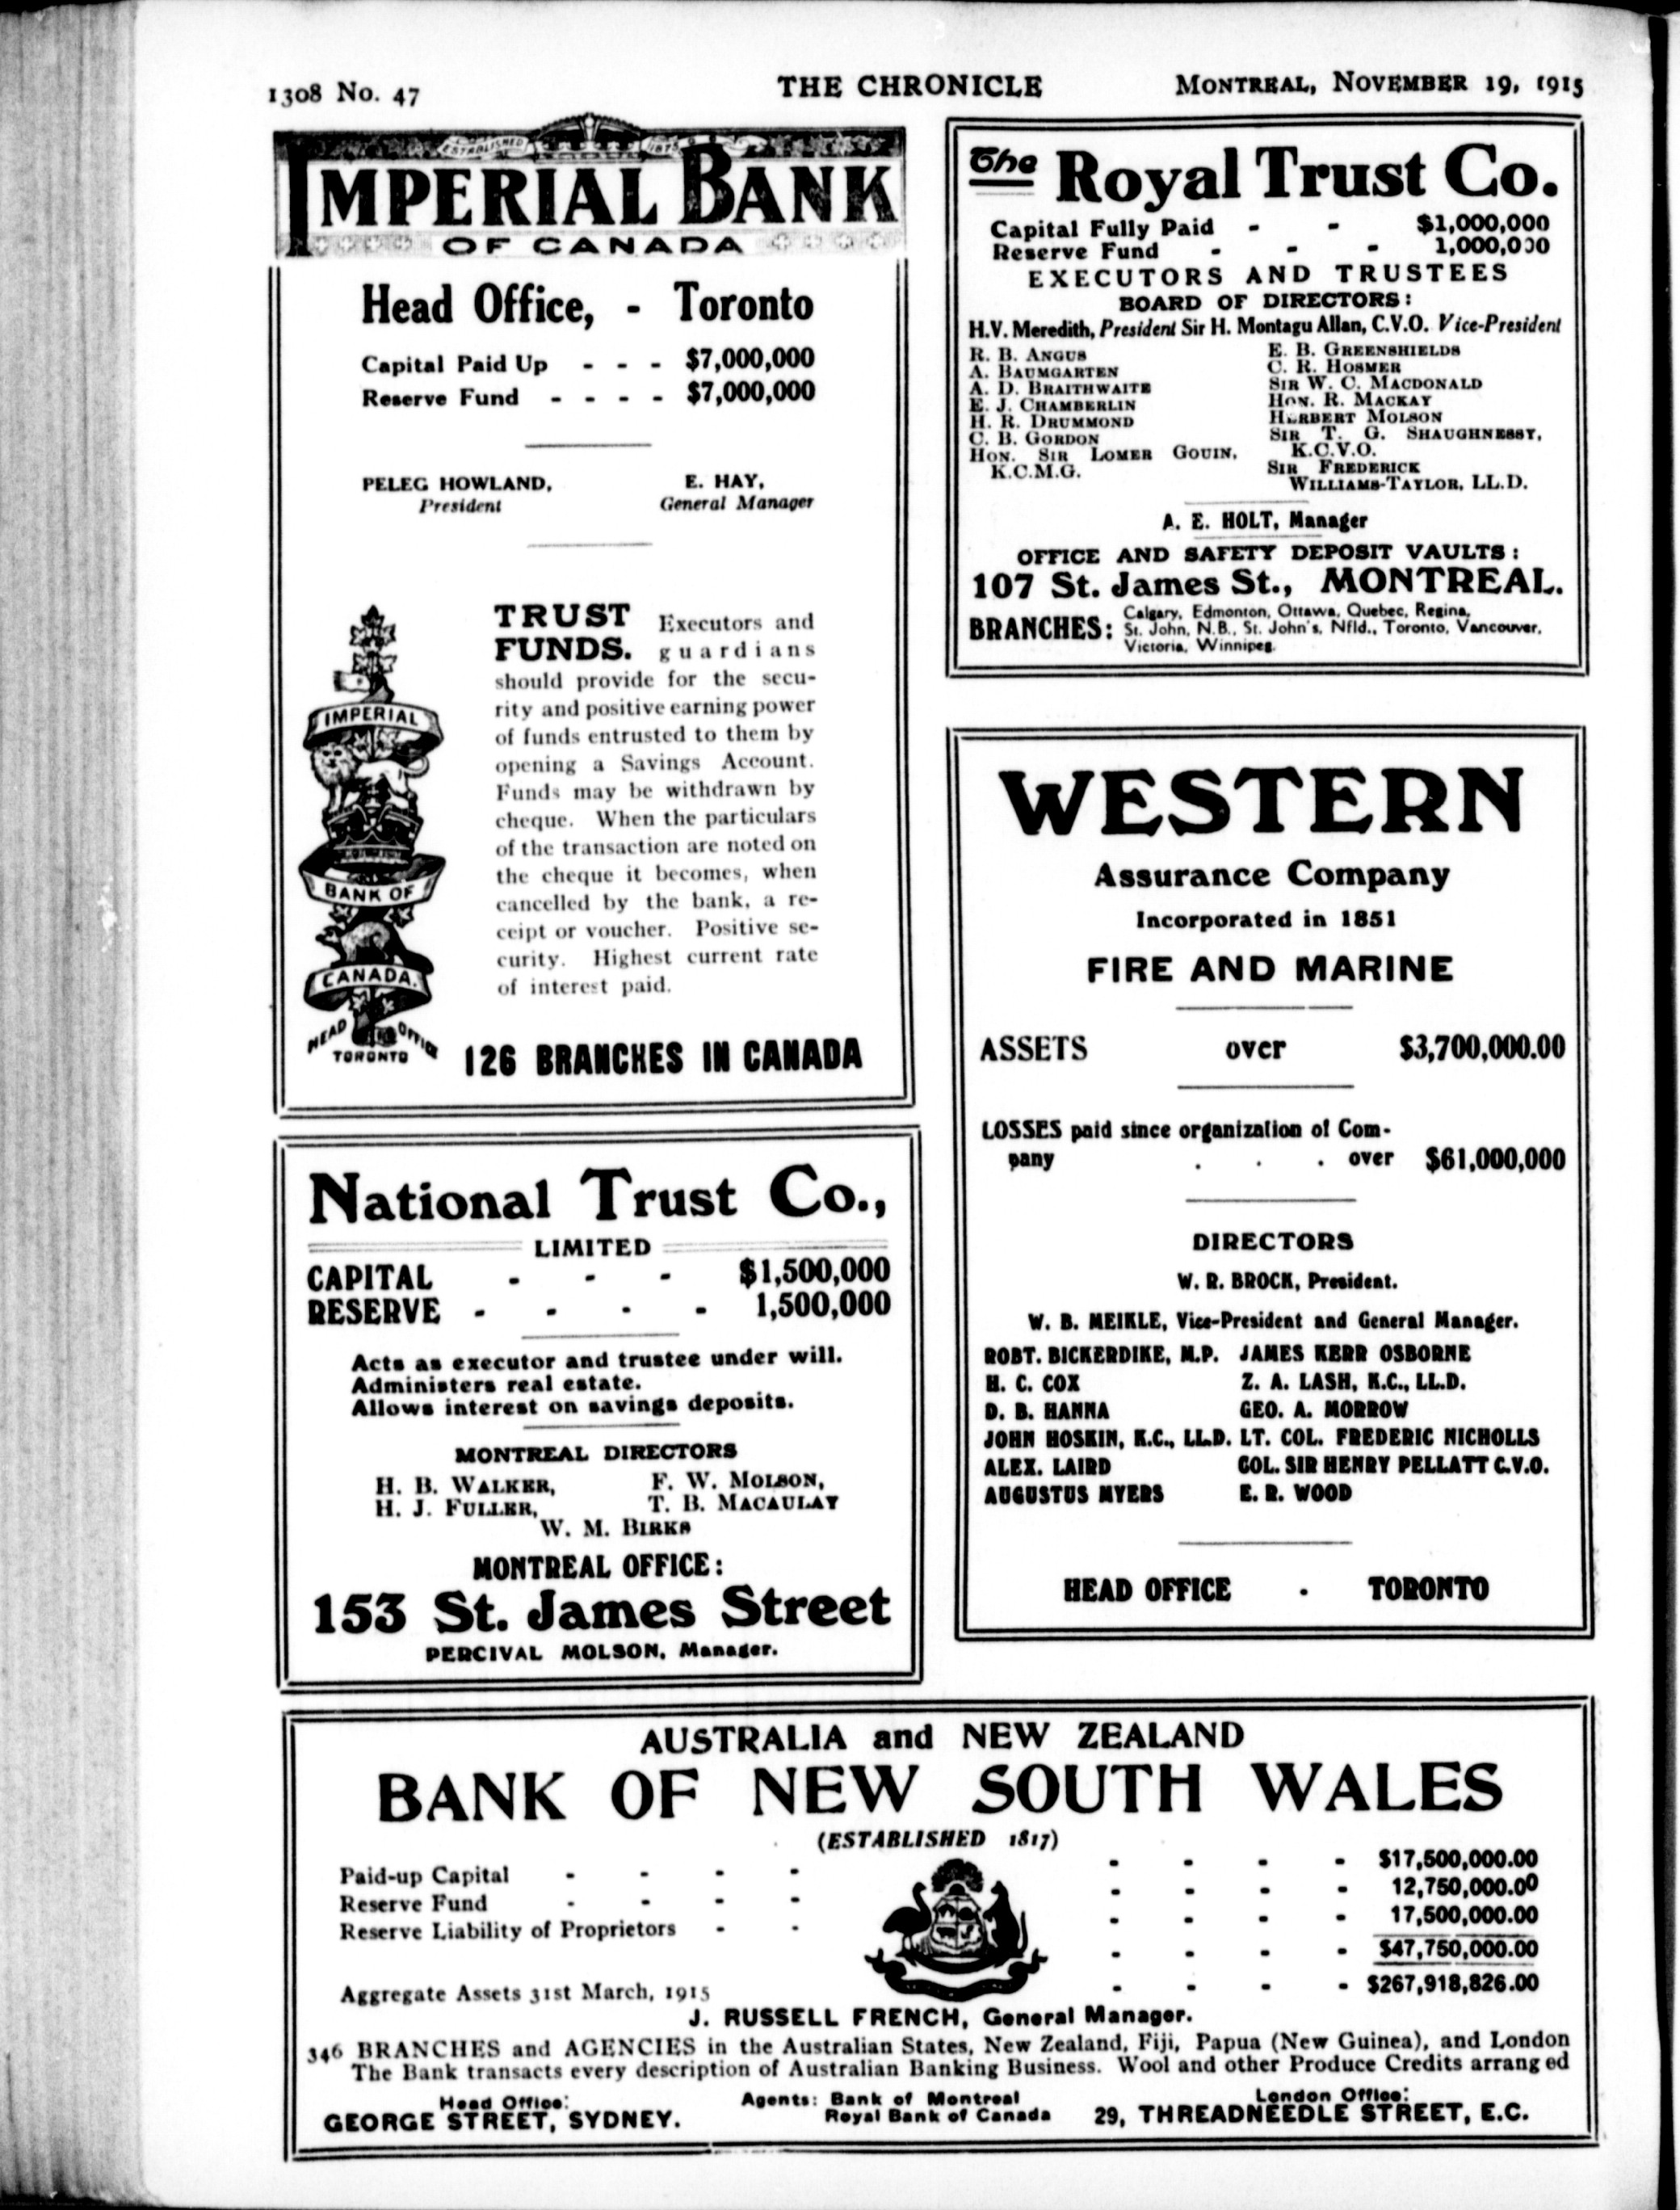 1308 No. 47
THE CHRONICLE
MONTREAL, NOVEMBER 19, 1915
ESTABLISHED 1875
IMPERIAL BANK
OF CANADA
Head Office, - Toronto
Capital Paid Up - - - $7,000,000
Reserve Fund - - - - $7,000,000
PELEG HOWLAND,
President
E. HAY,
General Manager
IMPERIAL
BANK OF
CANADA.
HEAD OFFICE
TORONTO
TRUST FUNDS. Executors and
guardians
should provide for the secu-
rity and positive earning power
of funds entrusted to them by
opening a Savings Account.
Funds may be withdrawn by
cheque. When the particulars
of the transaction are noted on
the cheque it becomes, when
cancelled by the bank, a re-
ceipt or voucher. Positive se-
curity. Highest current rate
of interest paid.
126 BRANCHES IN CANADA
National Trust Co.,
LIMITED
CAPITAL - - - $1,500,000
RESERVE - - - - 1,500,000
Acts as executor and trustee under will.
Administers real estate.
Allows interest on savings deposits.
MONTREAL DIRECTORS
H. B. WALKER, F. W. MOLSON,
H. J. FULLER, T. B. MACAULAY
W. M. BIRKS
MONTREAL OFFICE:
153 St. James Street
PERCIVAL MOLSON, Manager.
The Royal Trust Co.
Capital Fully Paid - - $1,000,000
Reserve Fund - - - 1,000,000
EXECUTORS AND TRUSTEES
BOARD OF DIRECTORS:
H.V. Meredith, President Sir H. Montagu Allan, C.V.O. Vice-President
R. B. ANGUS
A. BAUMGARTEN
A. D. BRAITHWAITE
E. J. CHAMBERLIN
H. R. DRUMMOND
C. B. GORDON
HON. SIR LOMER GOUIN,
K.C.M.G.
E. B. GREENSHIELDS
C. R. HOSMER
SIR W. C. MACDONALD
HON. R. MACKAY
HERBERT MOLSON
SIR T. G. SHAUGHNESSY,
K.C.V.O.
SIR FREDERICK
WILLIAMS-TAYLOR, LL.D.
A. E. HOLT, Manager
OFFICE AND SAFETY DEPOSIT VAULTS:
107 St. James St., MONTREAL.
BRANCHES: Calgary, Edmonton, Ottawa, Quebec, Regina,
St. John, N.B., St. John's, Nfld., Toronto, Vancouver,
Victoria, Winnipeg.
WESTERN
Assurance Company
Incorporated in 1851
FIRE AND MARINE
ASSETS over $3,700,000.00
LOSSES paid since organization of Com-
pany . . . over $61,000,000
DIRECTORS
W. R. BROCK, President.
W. B. MEIKLE, Vice-President and General Manager.
ROBT. BICKERDIKE, M.P. JAMES KERR OSBORNE
H. C. COX Z. A. LASH, K.C., LL.D.
D. B. HANNA GEO. A. MORROW
JOHN HOSKIN, K.C., LL.D. LT. COL. FREDERIC NICHOLLS
ALEX. LAIRD COL. SIR HENRY PELLATT C.V.O.
AUGUSTUS MYERS E. R. WOOD
HEAD OFFICE - TORONTO
AUSTRALIA and NEW ZEALAND
BANK OF NEW SOUTH WALES
(ESTABLISHED 1817)
Paid-up Capital - - - - - - - - $17,500,000.00
Reserve Fund - - - - - - - - 12,750,000.00
Reserve Liability of Proprietors - - - - - - 17,500,000.00
- - - - $47,750,000.00
Aggregate Assets 31st March, 1915 - - - - $267,918,826.00
J. RUSSELL FRENCH, General Manager.
346 BRANCHES and AGENCIES in the Australian States, New Zealand, Fiji, Papua (New Guinea), and London
The Bank transacts every description of Australian Banking Business. Wool and other Produce Credits arranged
Head Office:
GEORGE STREET, SYDNEY.
Agents: Bank of Montreal
Royal Bank of Canada
London Office:
29, THREADNEEDLE STREET, E.C.